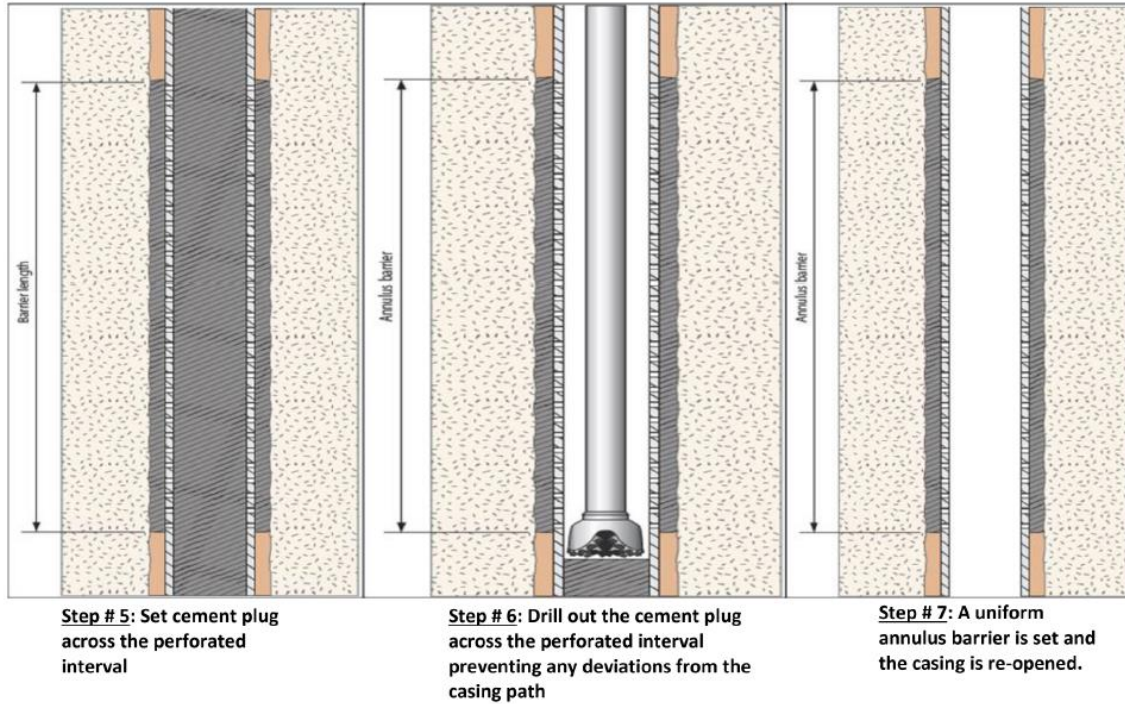 Barrier length
Annulus barrier
Annulus barrier
Step # 5: Set cement plug
across the perforated
interval
Step # 6: Drill out the cement plug
across the perforated interval
preventing any deviations from the
casing path
Step # 7: A uniform
annulus barrier is set and
the casing is re-opened.